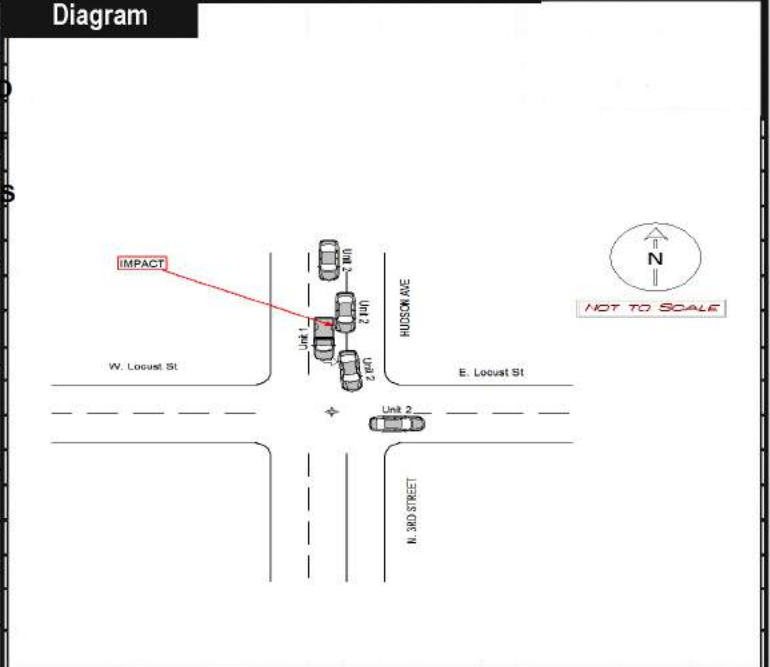 Diagram
S
Unit 2
IMPACT
N
HUDSON AVE
Unit 2
NOT TO SCALE
Unit 1
W. Locust St
Unit 2
E. Locust St
Unit 2
N. 3RD STREET